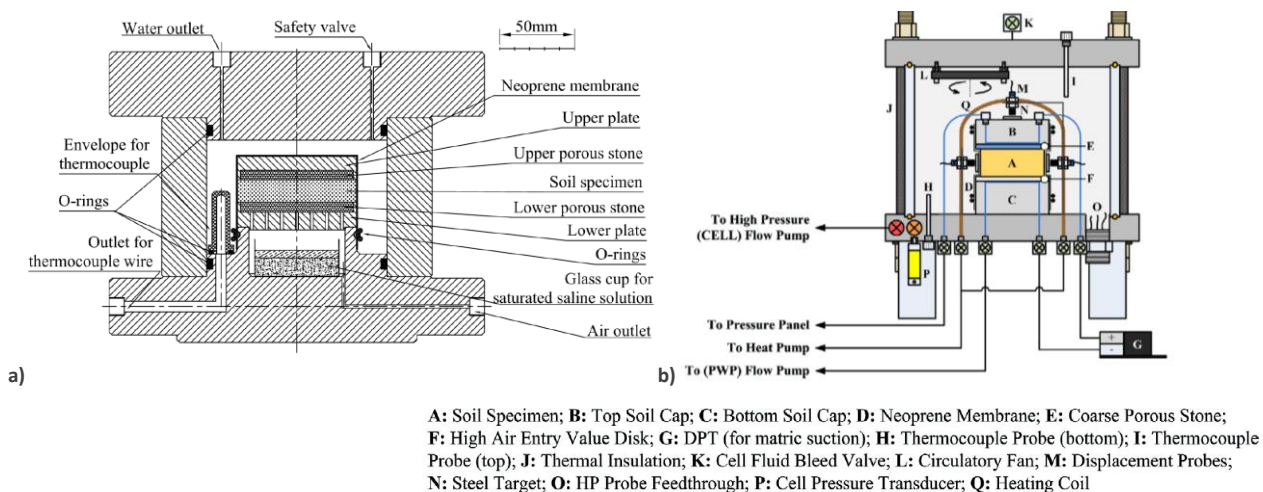 Water outlet
Safety valve
50mm
Neoprene membrane
Upper plate
Upper porous stone
Soil specimen
Lower porous stone
Lower plate
O-rings
Glass cup for
saturated saline solution
Air outlet
Envelope for
thermocouple
O-rings
Outlet for
thermocouple wire
a)
K
L
M
I
Q
N
J
B
E
A
F
H
D
C
O
P
To High Pressure
(CELL) Flow Pump
To Pressure Panel
To Heat Pump
To (PWP) Flow Pump
+
-
G
b)
A: Soil Specimen; B: Top Soil Cap; C: Bottom Soil Cap; D: Neoprene Membrane; E: Coarse Porous Stone;
F: High Air Entry Value Disk; G: DPT (for matric suction); H: Thermocouple Probe (bottom); I: Thermocouple
Probe (top); J: Thermal Insulation; K: Cell Fluid Bleed Valve; L: Circulatory Fan; M: Displacement Probes;
N: Steel Target; O: HP Probe Feedthrough; P: Cell Pressure Transducer; Q: Heating Coil